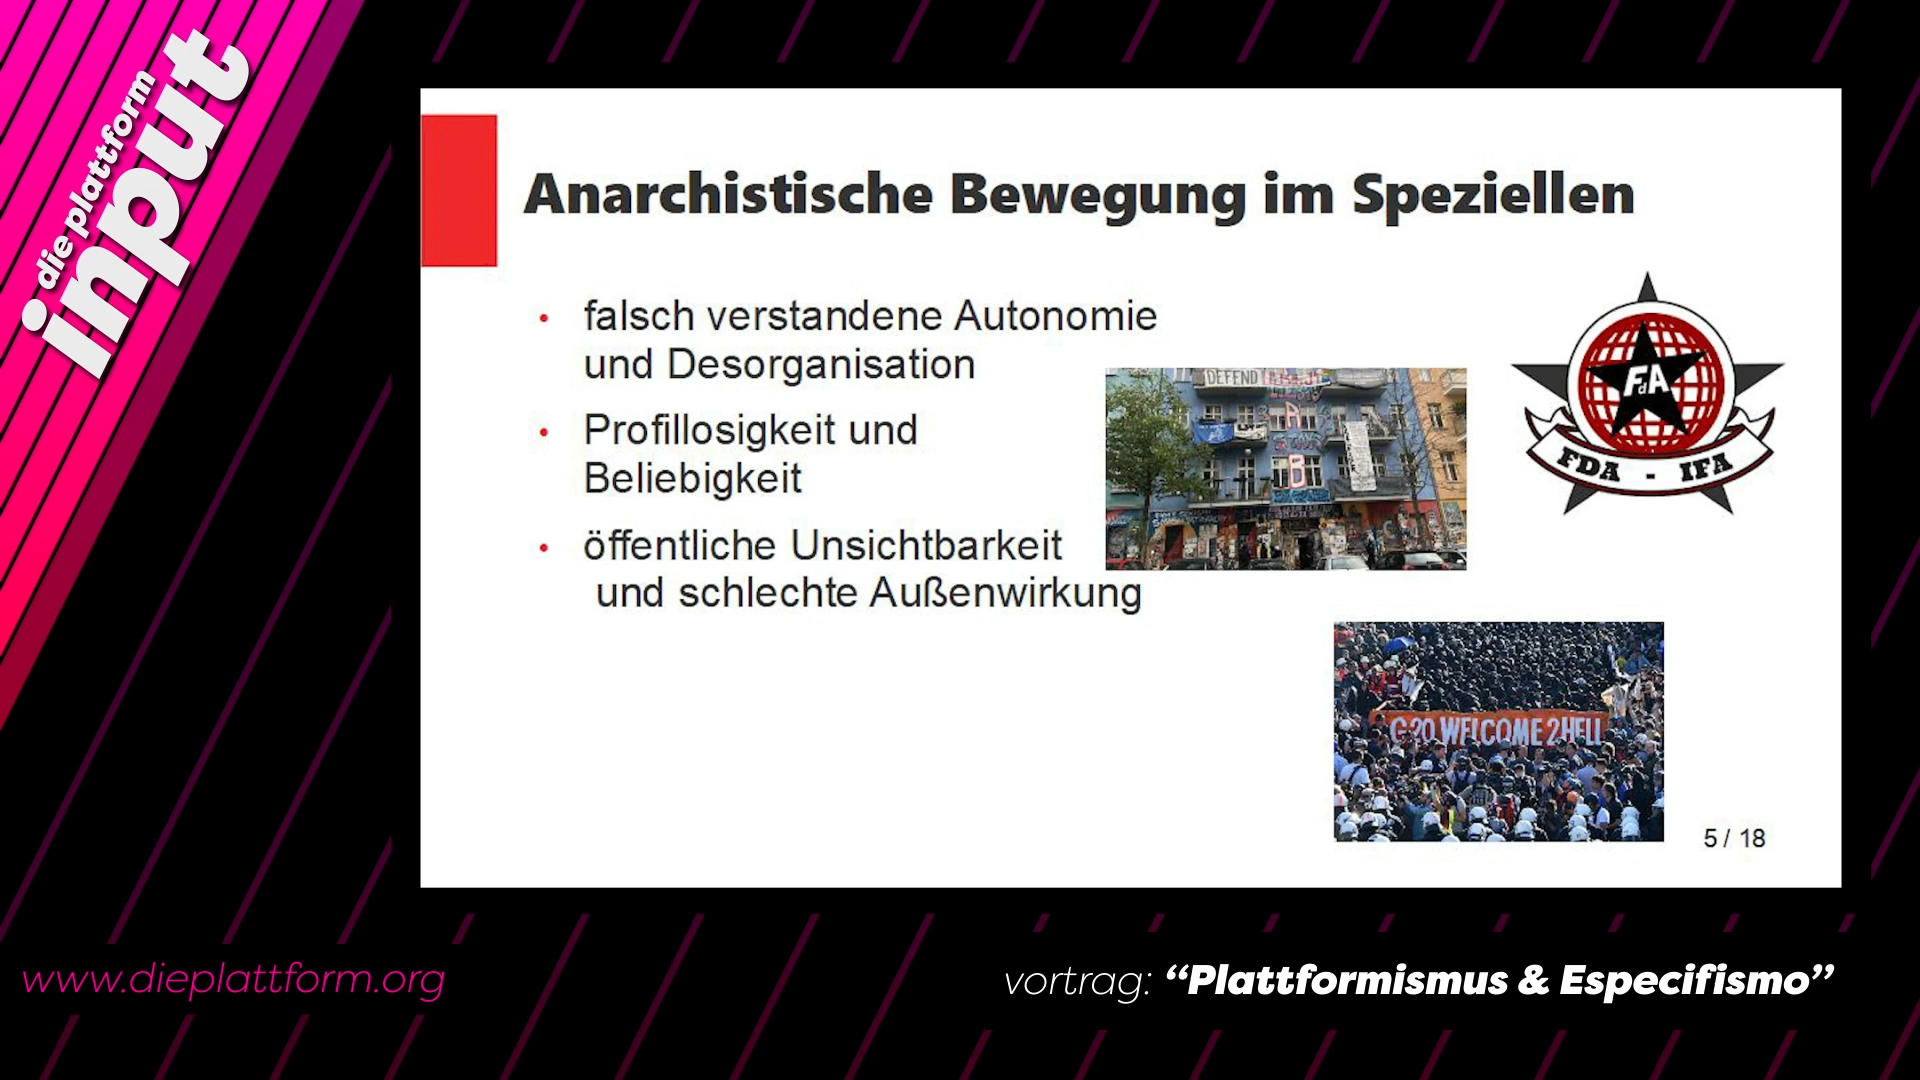 die plattform
input
Anarchistische Bewegung im Speziellen
• falsch verstandene Autonomie
und Desorganisation
• Profillosigkeit und
Beliebigkeit
• öffentliche Unsichtbarkeit
und schlechte Außenwirkung
DEFEND
A
B
FdA
FDA - IFA
G20 WELCOME 2 HELL
5 / 18
www.dieplattform.org
vortrag: “Plattformismus & Especifismo”